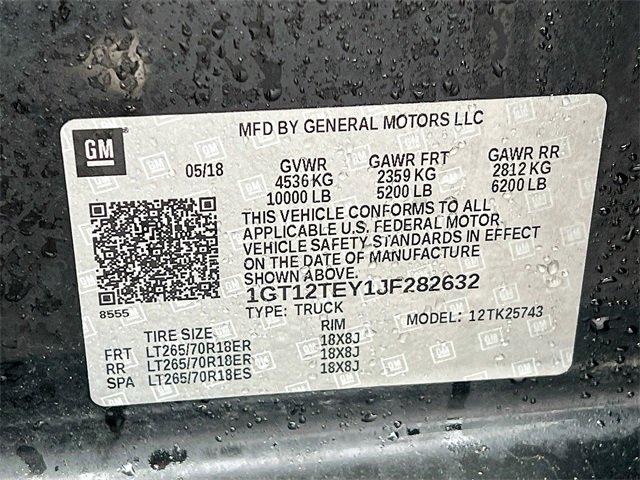 MFD BY GENERAL MOTORS LLC
GM
05/18 GVWR GAWR FRT GAWR RR
4536 KG 2359 KG 2812 KG
10000 LB 5200 LB 6200 LB
THIS VEHICLE CONFORMS TO ALL
APPLICABLE U.S. FEDERAL MOTOR
VEHICLE SAFETY STANDARDS IN EFFECT
ON THE DATE OF MANUFACTURE
SHOWN ABOVE.
8555
1GT12TEY1JF282632
TYPE: TRUCK MODEL: 12TK25743
TIRE SIZE RIM
FRT LT265/70R18ER 18X8J
RR LT265/70R18ER 18X8J
SPA LT265/70R18ES 18X8J